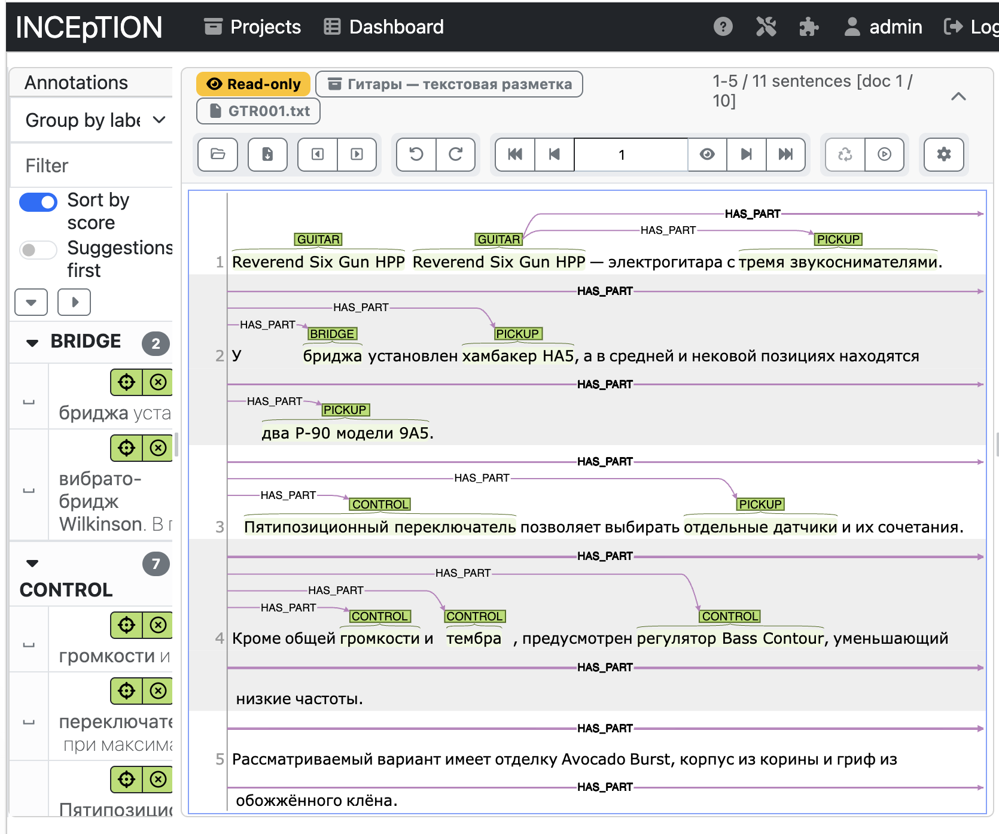 INCEpTION Projects Dashboard ? admin Log
Annotations
Group by labe
Filter
Sort by score
Suggestions first
BRIDGE 2
бриджа уста
вибрато-
бридж
Wilkinson. В г
7
CONTROL
громкости и
переключате
при максима
Пятипозицио
Read-only Гитары — текстовая разметка
GTR001.txt
1-5 / 11 sentences [doc 1 /
10]
1
HAS_PART
HAS_PART
GUITAR GUITAR PICKUP
1 Reverend Six Gun HPP Reverend Six Gun HPP — электрогитара с тремя звукоснимателями.
HAS_PART
HAS_PART
HAS_PART
BRIDGE PICKUP
2 У бриджа установлен хамбакер HA5, а в средней и нековой позициях находятся
HAS_PART
HAS_PART
PICKUP
два P-90 модели 9A5.
HAS_PART
HAS_PART
HAS_PART
CONTROL PICKUP
3 Пятипозиционный переключатель позволяет выбирать отдельные датчики и их сочетания.
HAS_PART
HAS_PART
HAS_PART
HAS_PART
CONTROL CONTROL CONTROL
4 Кроме общей громкости и тембра , предусмотрен регулятор Bass Contour, уменьшающий
HAS_PART
низкие частоты.
HAS_PART
5 Рассматриваемый вариант имеет отделку Avocado Burst, корпус из корины и гриф из
HAS_PART
обожжённого клёна.